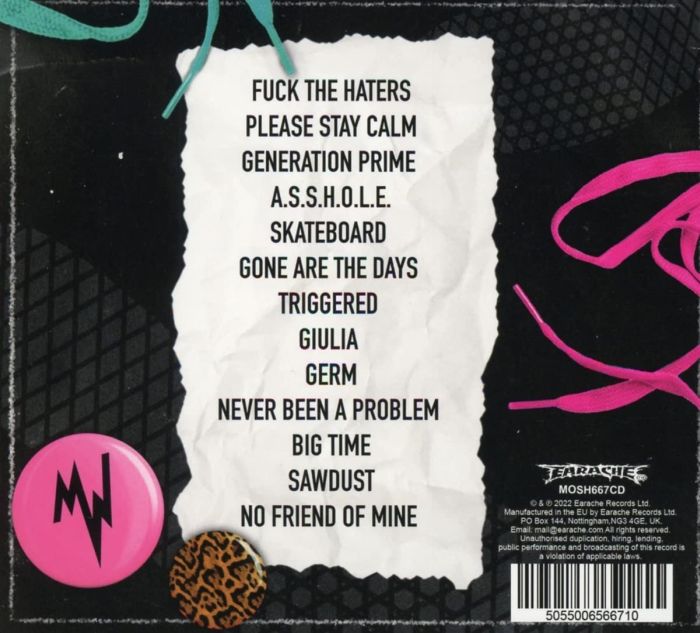 FUCK THE HATERS
PLEASE STAY CALM
GENERATION PRIME
A.S.S.H.O.L.E.
SKATEBOARD
GONE ARE THE DAYS
TRIGGERED
GIULIA
GERM
NEVER BEEN A PROBLEM
BIG TIME
SAWDUST
NO FRIEND OF MINE
MW
EARACHE
MOSH667CD
© & ℗ 2022 Earache Records Ltd.
Manufactured in the EU by Earache Records Ltd.
PO Box 144, Nottingham,NG3 4GE, UK.
Email: mail@earache.com All rights reserved.
Unauthorised duplication, hiring, lending,
public performance and broadcasting of this record is
a violation of applicable laws.
5055006566710